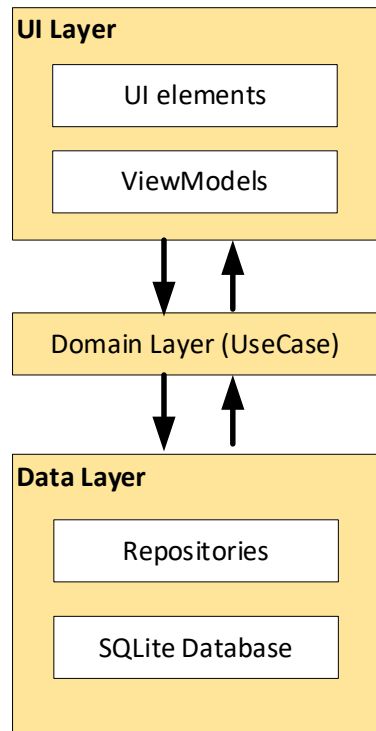 UI Layer
UI elements
ViewModels
Domain Layer (UseCase)
Data Layer
Repositories
SQLite Database